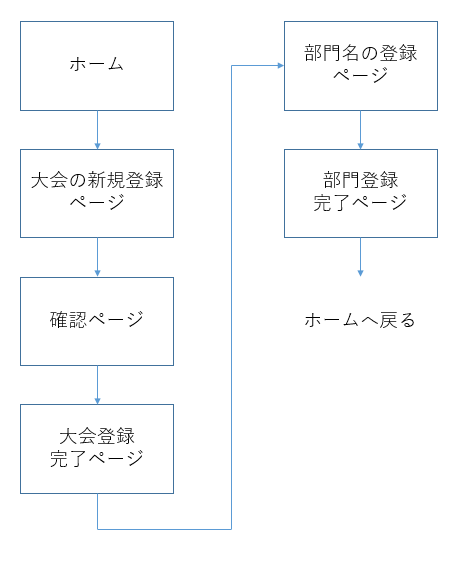 ホーム
大会の新規登録
ページ
確認ページ
大会登録
完了ページ
部門名の登録
ページ
部門登録
完了ページ
ホームへ戻る